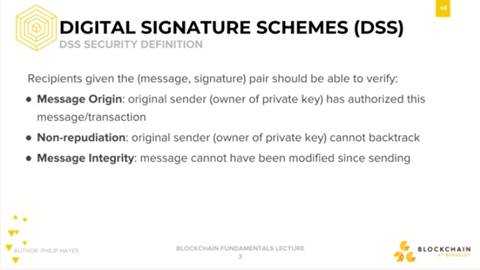 48
DIGITAL SIGNATURE SCHEMES (DSS)
DSS SECURITY DEFINITION
Recipients given the (message, signature) pair should be able to verify:
● Message Origin: original sender (owner of private key) has authorized this
message/transaction
● Non-repudiation: original sender (owner of private key) cannot backtrack
● Message Integrity: message cannot have been modified since sending
AUTHOR: PHILIP HAYES
BLOCKCHAIN FUNDAMENTALS LECTURE
3
BLOCKCHAIN
AT BERKELEY